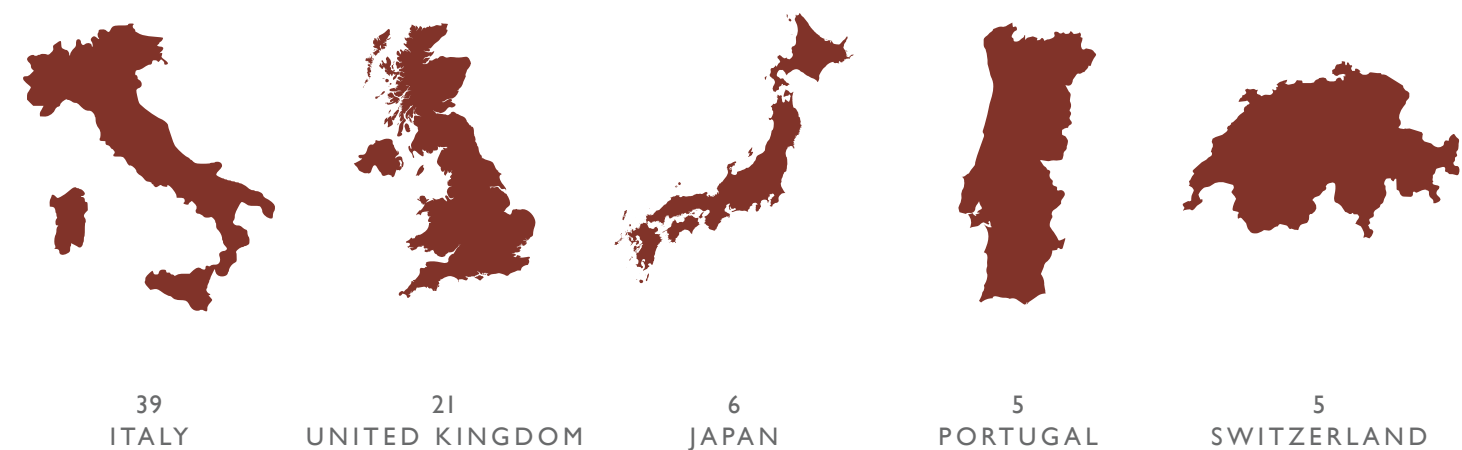 39
ITALY
21
UNITED KINGDOM
6
JAPAN
5
PORTUGAL
5
SWITZERLAND